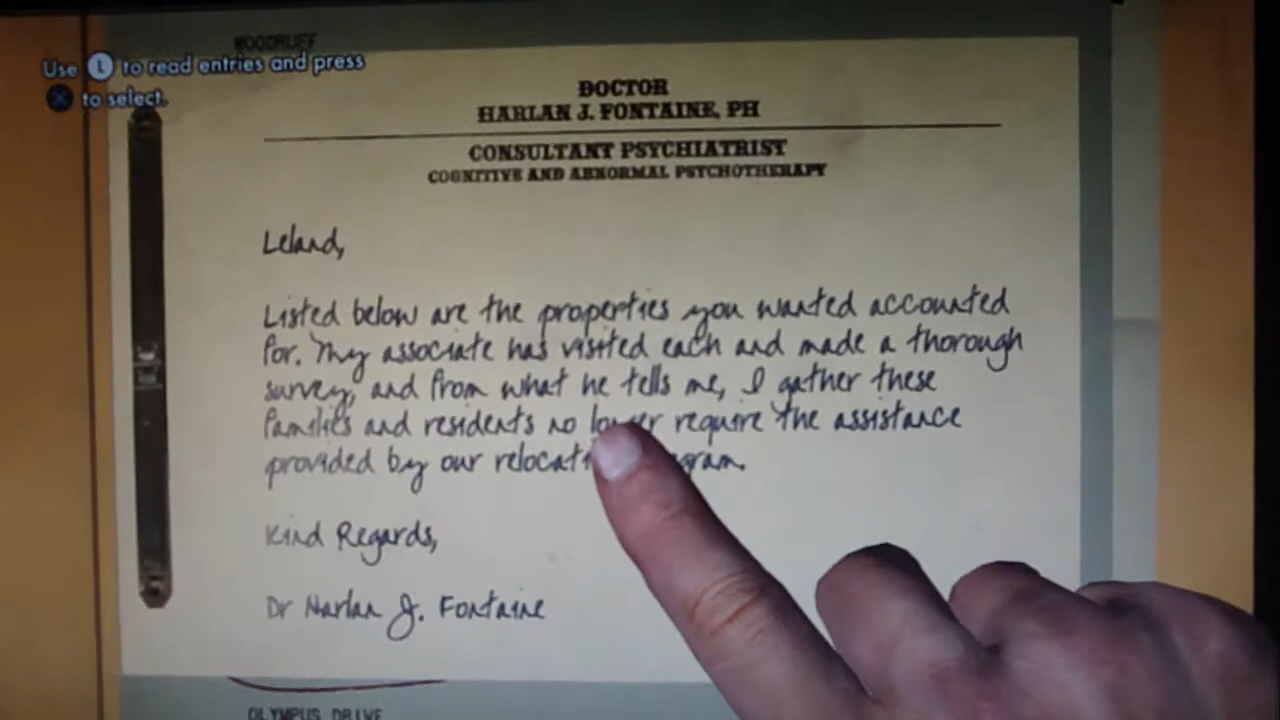 WOODRUFF
Use L to read entries and press
X to select.
DOCTOR
HARLAN J. FONTAINE, PH
CONSULTANT PSYCHIATRIST
COGNITIVE AND ABNORMAL PSYCHOTHERAPY
Leland,
Listed below are the properties you wanted accounted
for. My associate has visited each and made a thorough
survey, and from what he tells me, I gather these
families and residents no longer require the assistance
provided by our
Kind Regards,
Dr Harlan J. Fontaine
OLYMPUS DRIVE